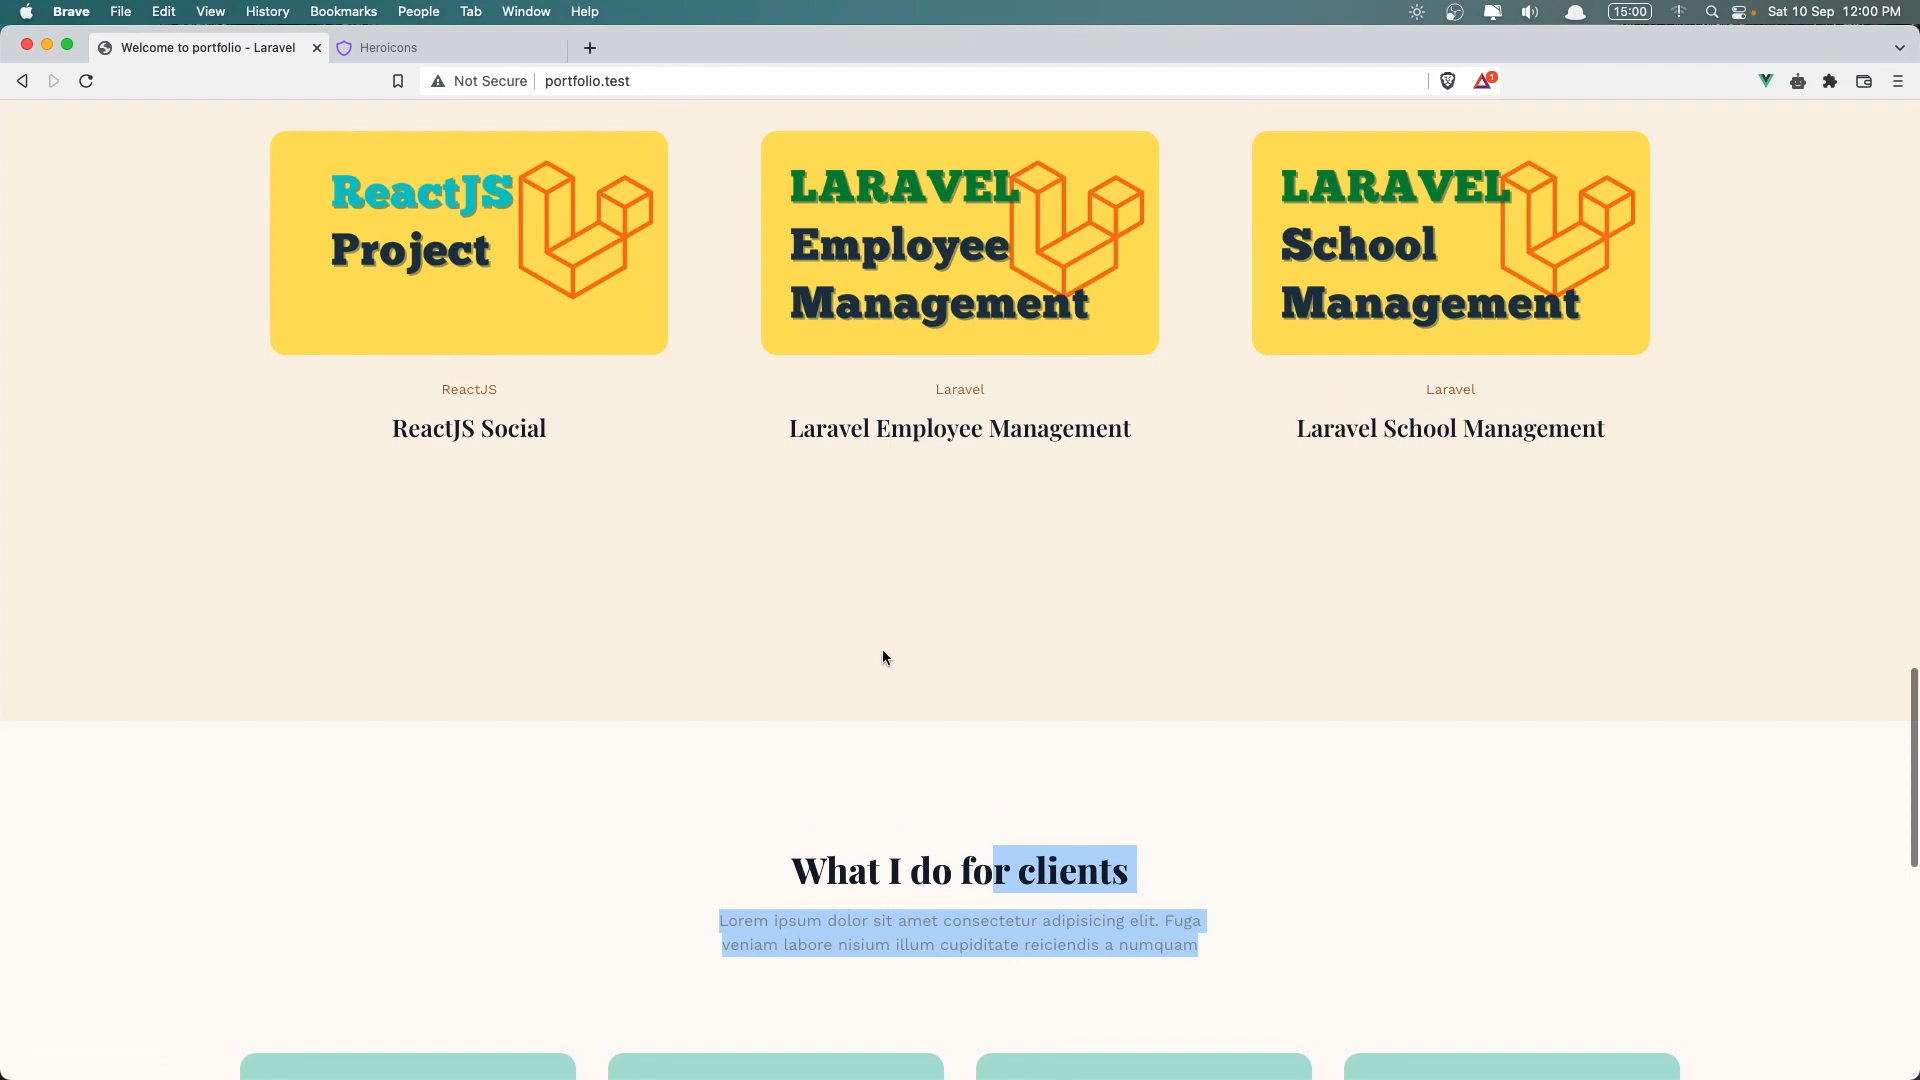 Brave File Edit View History Bookmarks People Tab Window Help 15:00 Sat 10 Sep 12:00 PM
Welcome to portfolio - Laravel Heroicons
Not Secure portfolio.test 1
ReactJS
Project
LARAVEL
Employee
Management
LARAVEL
School
Management
ReactJS
ReactJS Social
Laravel
Laravel Employee Management
Laravel
Laravel School Management
What I do for clients
Lorem ipsum dolor sit amet consectetur adipisicing elit. Fuga
veniam labore nisium illum cupiditate reiciendis a numquam